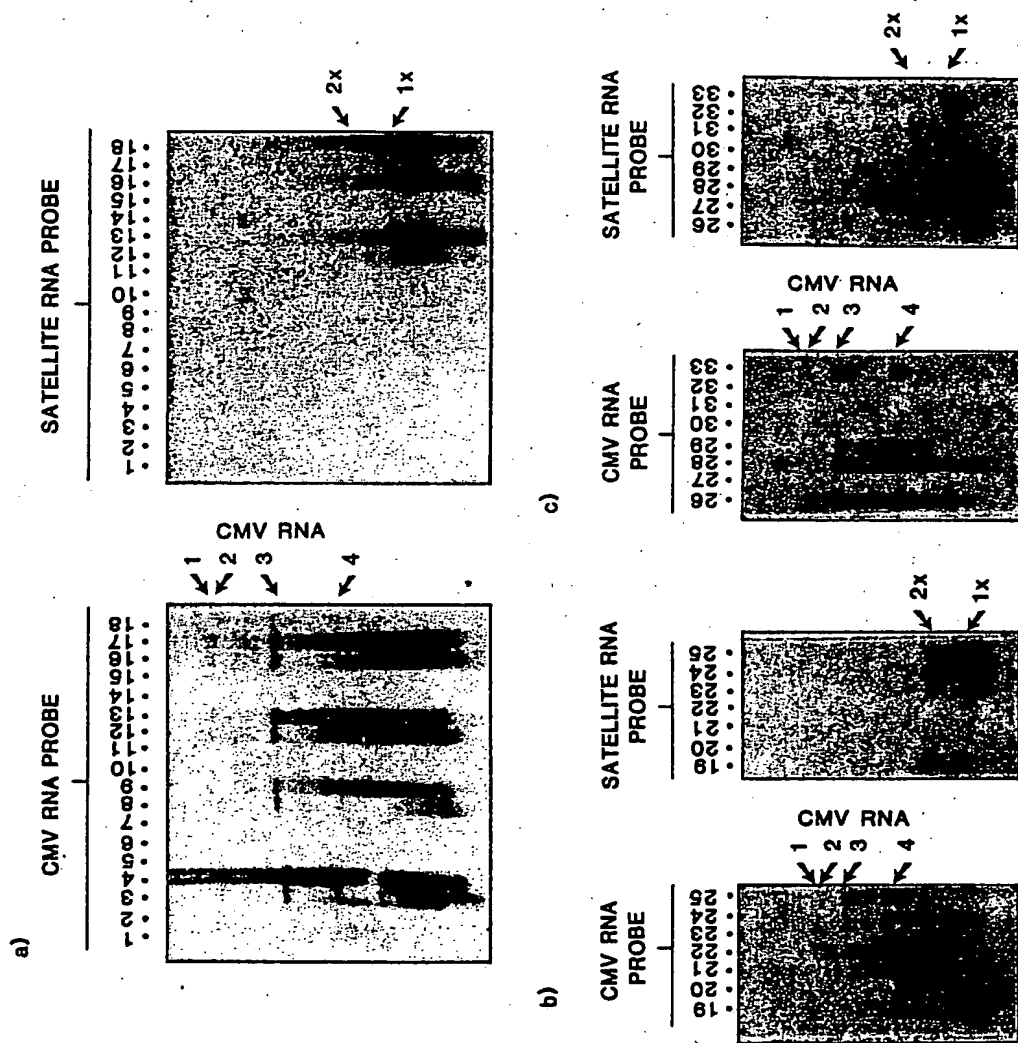 a)
CMV RNA PROBE
1 2 3 4 5 6 7 8 9 10 11 12 13 14 15 16 17 18
1 2 3 4
CMV RNA
SATELLITE RNA PROBE
1 2 3 4 5 6 7 8 9 10 11 12 13 14 15 16 17 18
2x
1x
b)
CMV RNA
PROBE
19 20 21 22 23 24 25
1 2 3 4
CMV RNA
SATELLITE RNA
PROBE
19 20 21 22 23 24 25
2x
1x
c)
CMV RNA
PROBE
26 27 28 29 30 31 32 33
1 2 3 4
CMV RNA
SATELLITE RNA
PROBE
26 27 28 29 30 31 32 33
2x
1x